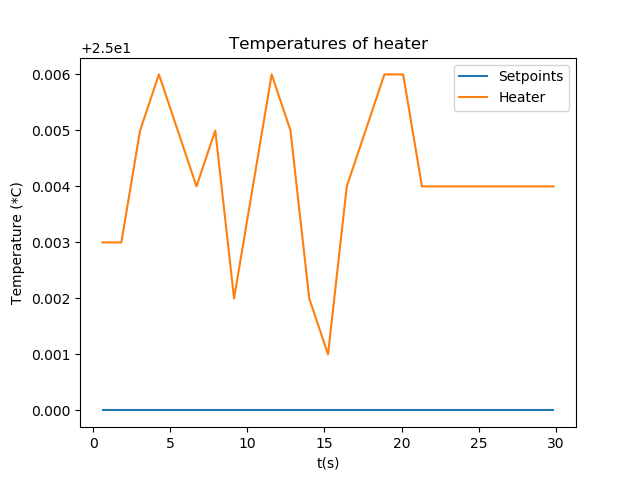 Temperatures of heater
+2.5e1
Setpoints
Heater
0.006
0.005
0.004
0.003
0.002
0.001
0.000
Temperature (*C)
0 5 10 15 20 25 30
t(s)